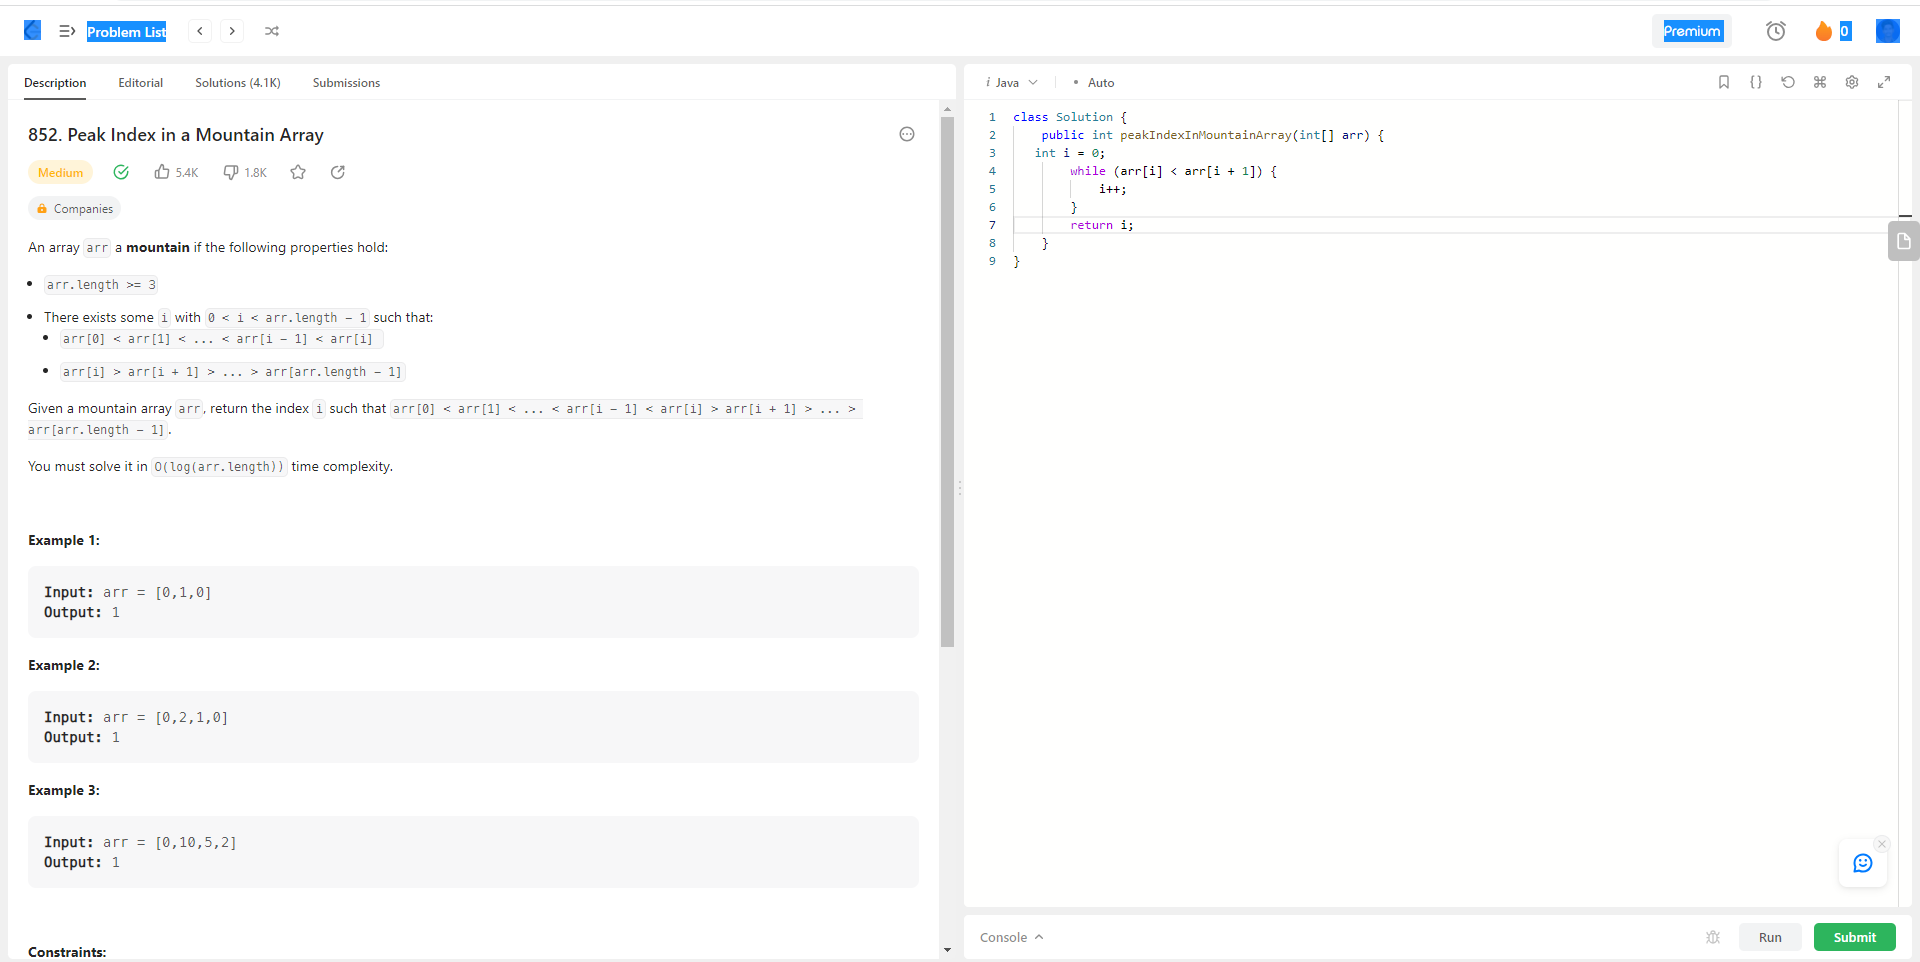 Problem List
Premium
0
Description Editorial Solutions (4.1K) Submissions
852. Peak Index in a Mountain Array
Medium 5.4K 1.8K
Companies
An array arr a mountain if the following properties hold:
arr.length >= 3
There exists some i with 0 < i < arr.length - 1 such that:
arr[0] < arr[1] < ... < arr[i - 1] < arr[i]
arr[i] > arr[i + 1] > ... > arr[arr.length - 1]
Given a mountain array arr, return the index i such that arr[0] < arr[1] < ... < arr[i - 1] < arr[i] > arr[i + 1] > ... >
arr[arr.length - 1].
You must solve it in O(log(arr.length)) time complexity.
Example 1:
Input: arr = [0,1,0]
Output: 1
Example 2:
Input: arr = [0,2,1,0]
Output: 1
Example 3:
Input: arr = [0,10,5,2]
Output: 1
Constraints:
i Java • Auto
1 class Solution {
2 public int peakIndexInMountainArray(int[] arr) {
3 int i = 0;
4 while (arr[i] < arr[i + 1]) {
5 i++;
6 }
7 return i;
8 }
9 }
Console Run Submit